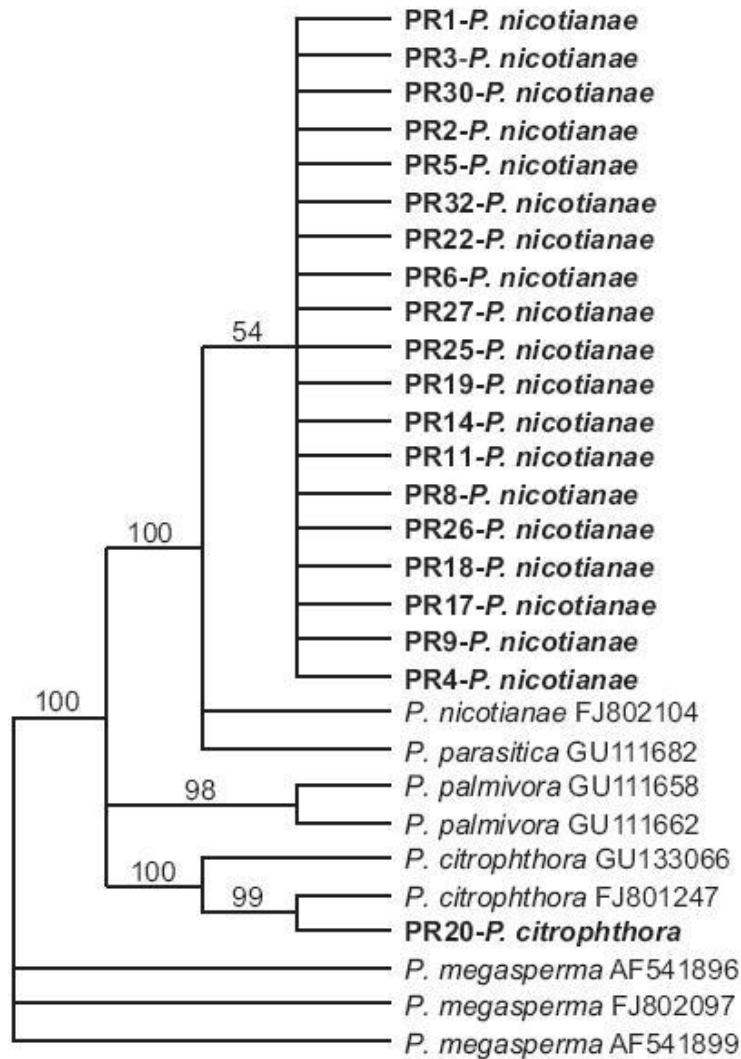 PR1-P. nicotianae
PR3-P. nicotianae
PR30-P. nicotianae
PR2-P. nicotianae
PR5-P. nicotianae
PR32-P. nicotianae
PR22-P. nicotianae
PR6-P. nicotianae
PR27-P. nicotianae
54
PR25-P. nicotianae
PR19-P. nicotianae
PR14-P. nicotianae
PR11-P. nicotianae
PR8-P. nicotianae
PR26-P. nicotianae
100
PR18-P. nicotianae
PR17-P. nicotianae
PR9-P. nicotianae
PR4-P. nicotianae
100
P. nicotianae FJ802104
P. parasitica GU111682
P. palmivora GU111658
98
P. palmivora GU111662
P. citrophthora GU133066
100
P. citrophthora FJ801247
99
PR20-P. citrophthora
P. megasperma AF541896
P. megasperma FJ802097
P. megasperma AF541899